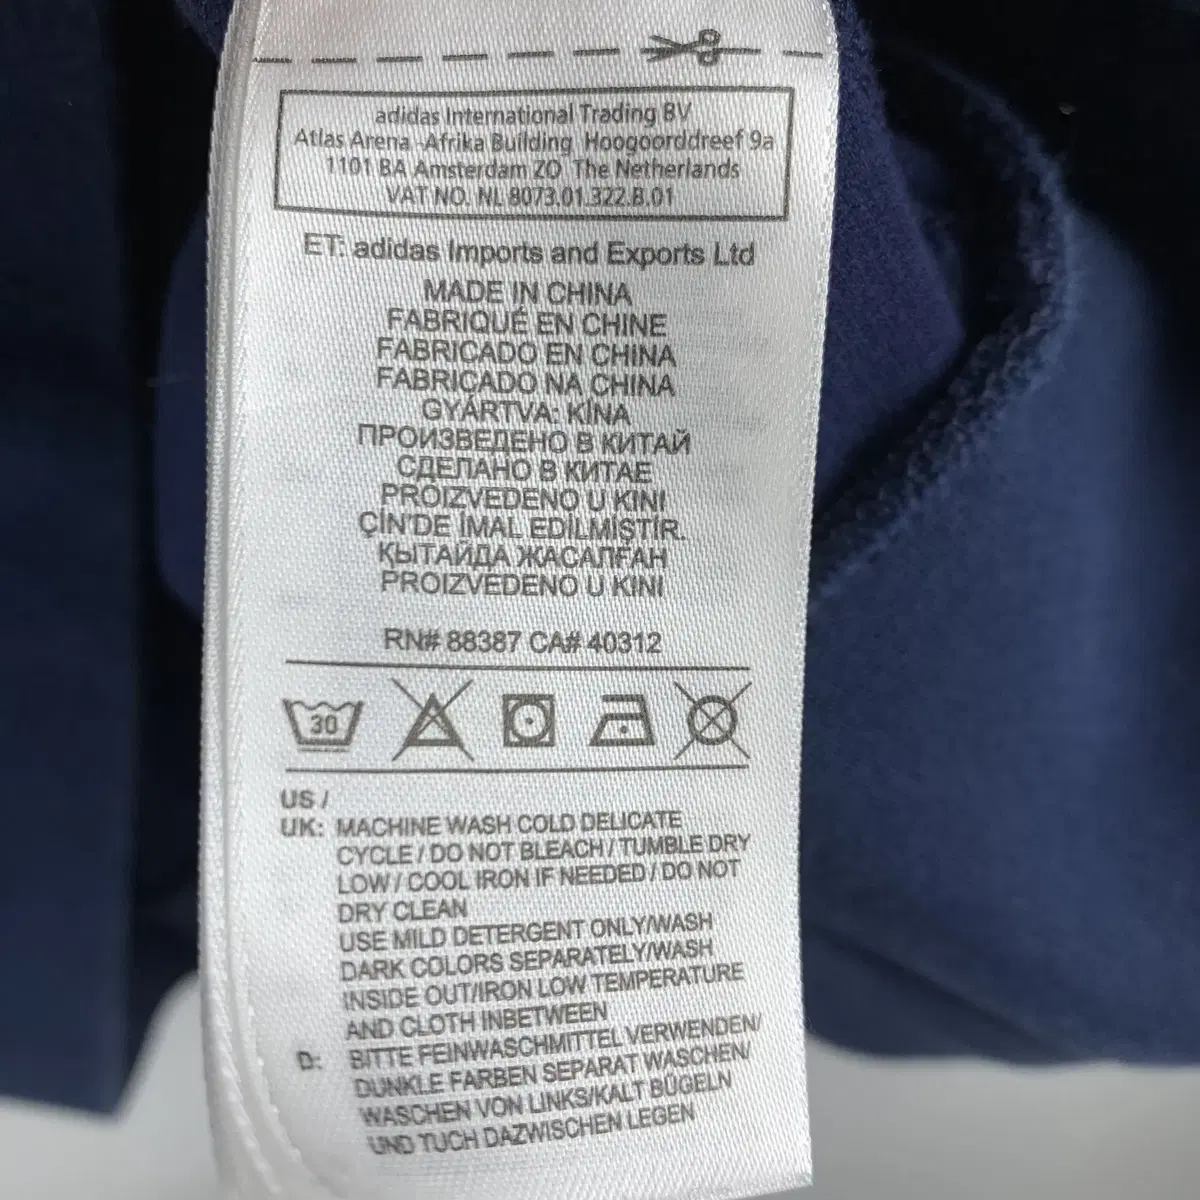 adidas International Trading BV
Atlas Arena -Afrika Building Hoogoorddreef 9a
1101 BA Amsterdam ZO The Netherlands
VAT NO. NL 8073.01.322.B.01
ET: adidas Imports and Exports Ltd
MADE IN CHINA
FABRIQUÉ EN CHINE
FABRICADO EN CHINA
FABRICADO NA CHINA
GYÁRTVA: KÍNA
ПРОИЗВЕДЕНО В КИТАЙ
СДЕЛАНО В КИТАЕ
PROIZVEDENO U KINI
ÇİN'DE İMAL EDİLMİŞTİR.
ҚЫТАЙДА ЖАСАЛҒАН
PROIZVEDENO U KINI
RN# 88387 CA# 40312
30
US /
UK: MACHINE WASH COLD DELICATE
CYCLE / DO NOT BLEACH / TUMBLE DRY
LOW / COOL IRON IF NEEDED / DO NOT
DRY CLEAN
USE MILD DETERGENT ONLY/WASH
DARK COLORS SEPARATELY/WASH
INSIDE OUT/IRON LOW TEMPERATURE
AND CLOTH INBETWEEN
D: BITTE FEINWASCHMITTEL VERWENDEN/
DUNKLE FARBEN SEPARAT WASCHEN/
WASCHEN VON LINKS/KALT BÜGELN
UND TUCH DAZWISCHEN LEGEN